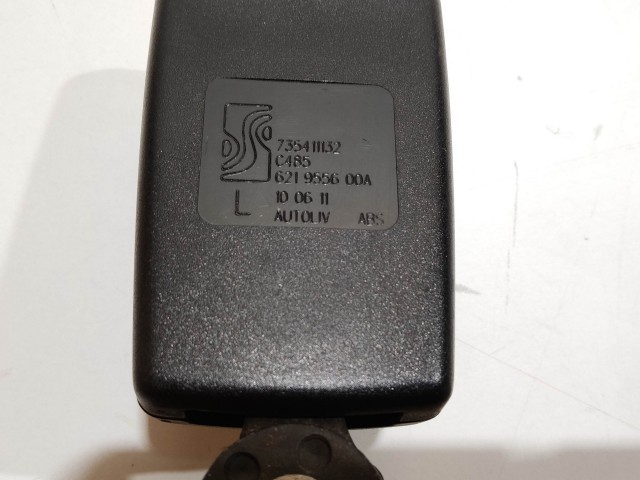 735411132
C485
621 9556 00A
L 10 06 11
AUTOLIV ABS